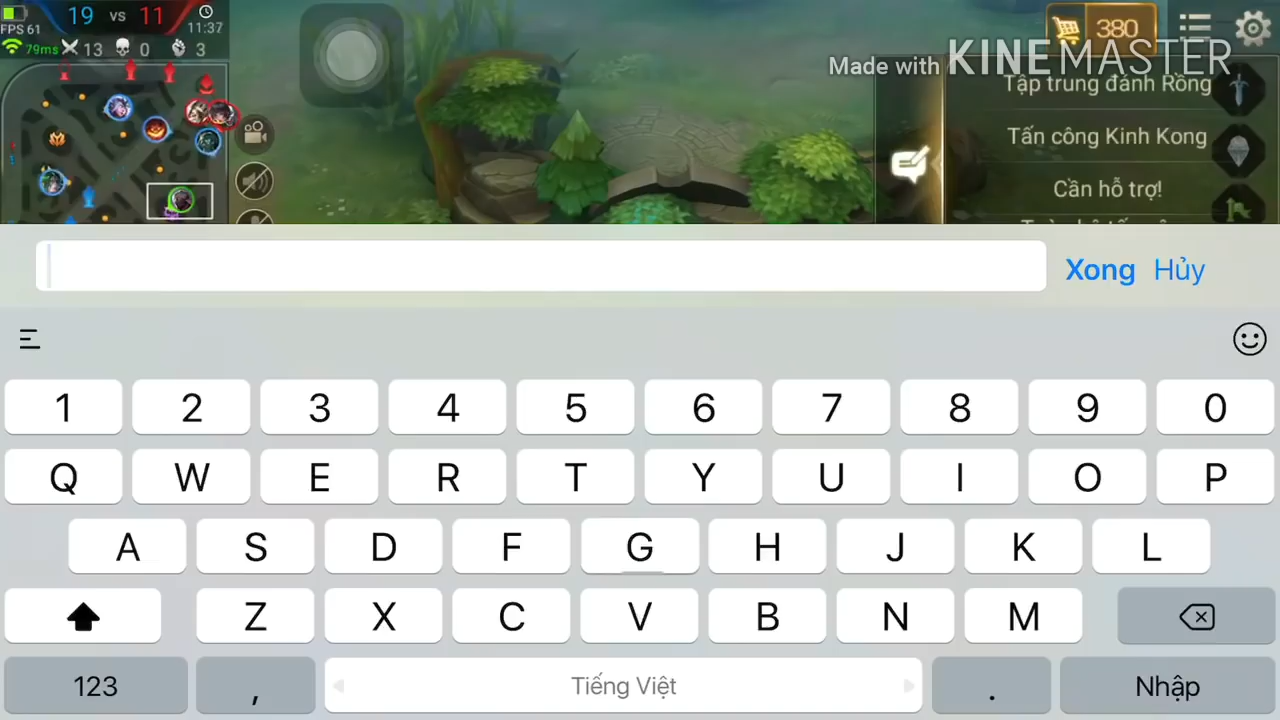 19 vs 11 11:37
FPS 61
79ms 13 0 3
380
Made with KINEMASTER
Tập trung đánh Rồng
Tấn công Kinh Kong
Cần hỗ trợ!
Xong Hủy
1 2 3 4 5 6 7 8 9 0
Q W E R T Y U I O P
A S D F G H J K L
Z X C V B N M
123 , Tiếng Việt . Nhập